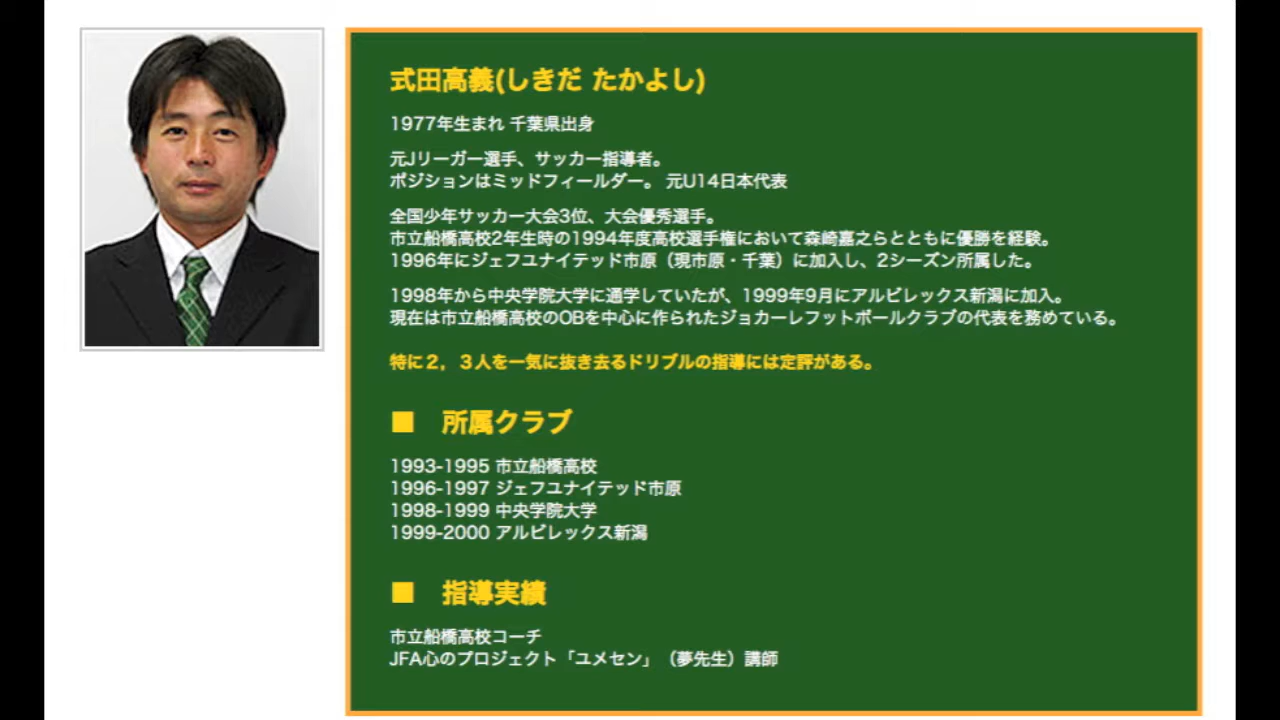 式田高義(しきだ たかよし)
1977年生まれ 千葉県出身
元Jリーガー選手、サッカー指導者。
ポジションはミッドフィールダー。 元U14日本代表
全国少年サッカー大会3位、大会優秀選手。
市立船橋高校2年生時の1994年度高校選手権において森崎嘉之らとともに優勝を経験。
1996年にジェフユナイテッド市原（現市原・千葉）に加入し、2シーズン所属した。
1998年から中央学院大学に通学していたが、1999年9月にアルビレックス新潟に加入。
現在は市立船橋高校のOBを中心に作られたジョカーレフットボールクラブの代表を務めている。
特に２，３人を一気に抜き去るドリブルの指導には定評がある。
■ 所属クラブ
1993-1995 市立船橋高校
1996-1997 ジェフユナイテッド市原
1998-1999 中央学院大学
1999-2000 アルビレックス新潟
■ 指導実績
市立船橋高校コーチ
JFA心のプロジェクト「ユメセン」（夢先生）講師